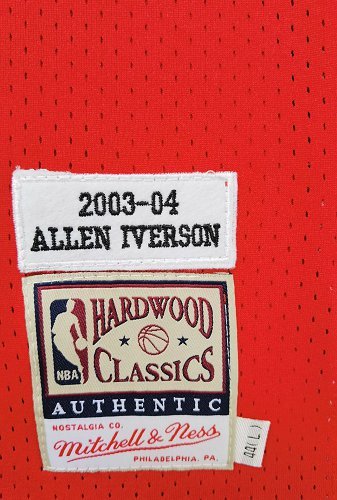 2003-04
ALLEN IVERSON
HARDWOOD
NBA
CLASSICS
AUTHENTIC
NOSTALGIA CO.
Mitchell & Ness
PHILADELPHIA, PA.
44(L)